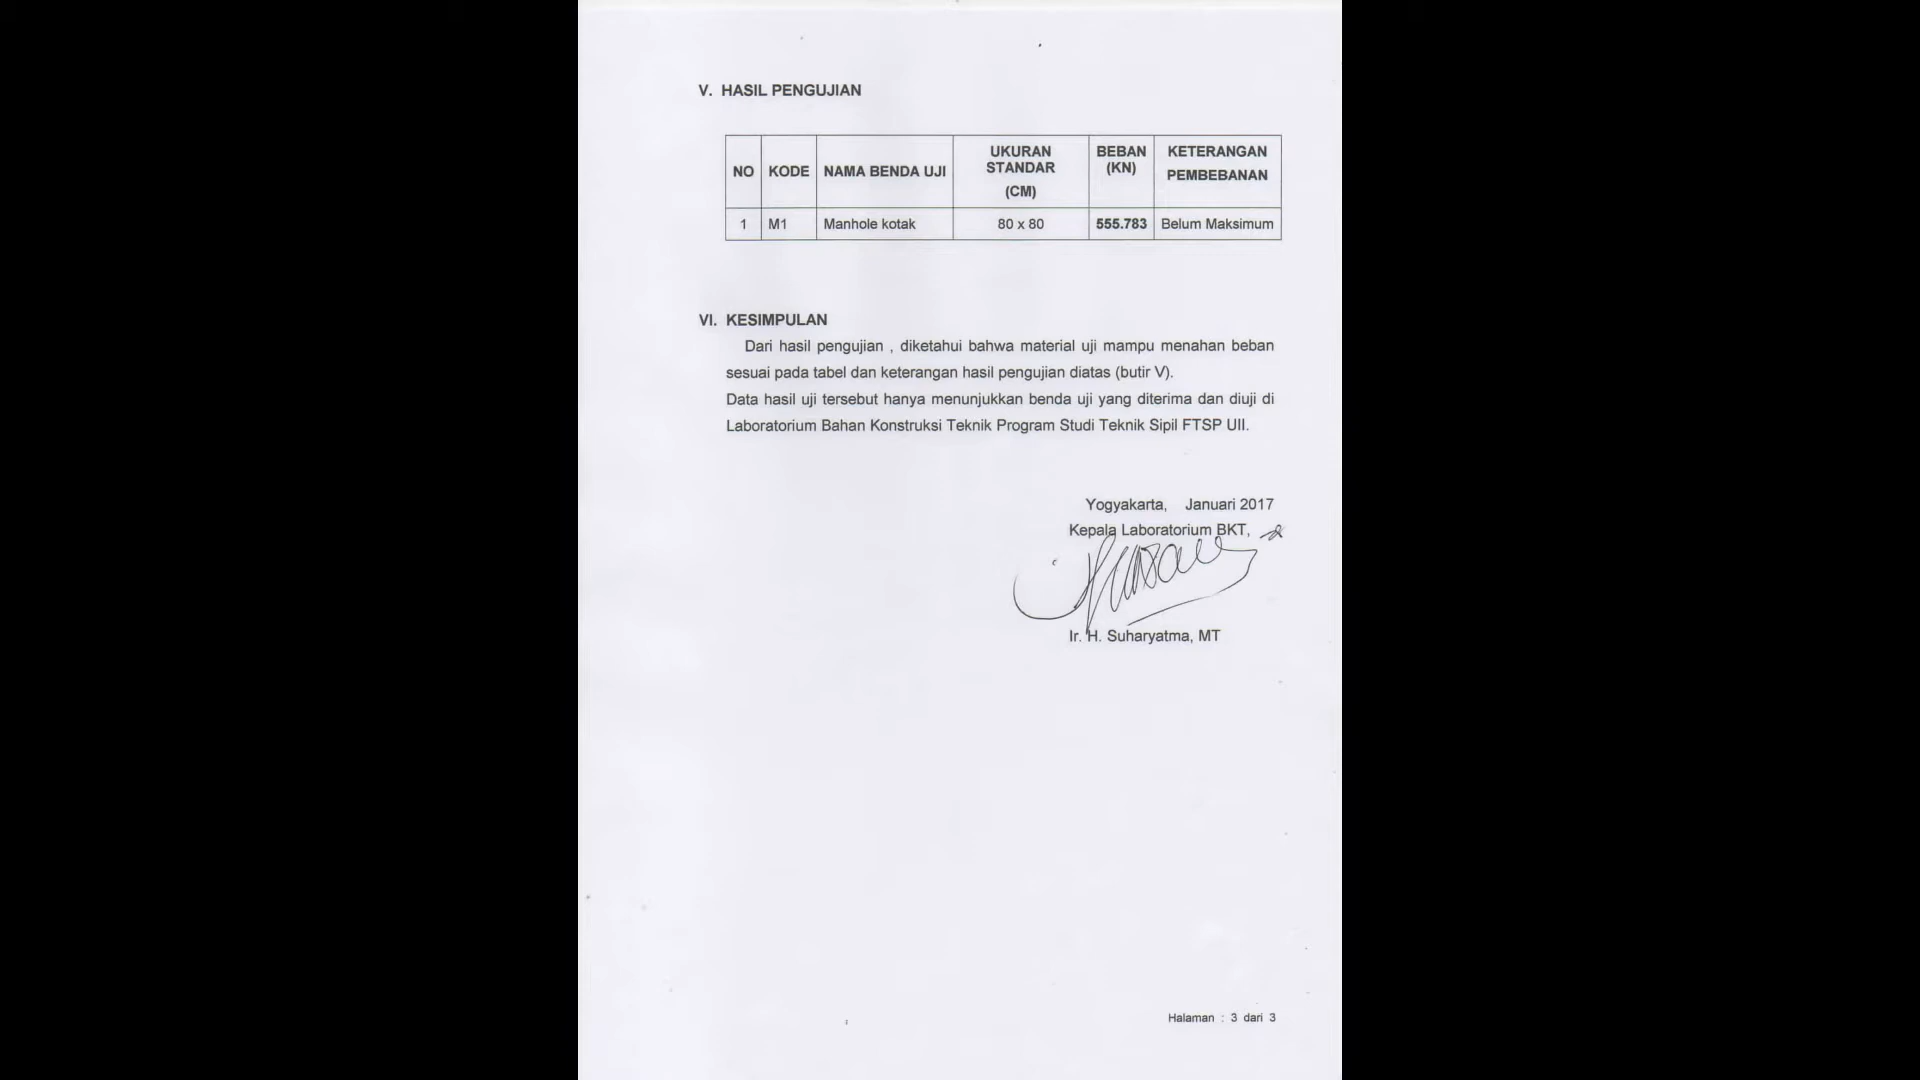 V. HASIL PENGUJIAN
NO KODE NAMA BENDA UJI UKURAN STANDAR (CM) BEBAN (KN) KETERANGAN PEMBEBANAN
1 M1 Manhole kotak 80 x 80 555.783 Belum Maksimum
VI. KESIMPULAN
Dari hasil pengujian , diketahui bahwa material uji mampu menahan beban
sesuai pada tabel dan keterangan hasil pengujian diatas (butir V).
Data hasil uji tersebut hanya menunjukkan benda uji yang diterima dan diuji di
Laboratorium Bahan Konstruksi Teknik Program Studi Teknik Sipil FTSP UII.
Yogyakarta, Januari 2017
Kepala Laboratorium BKT,
Ir. H. Suharyatma, MT
Halaman : 3 dari 3